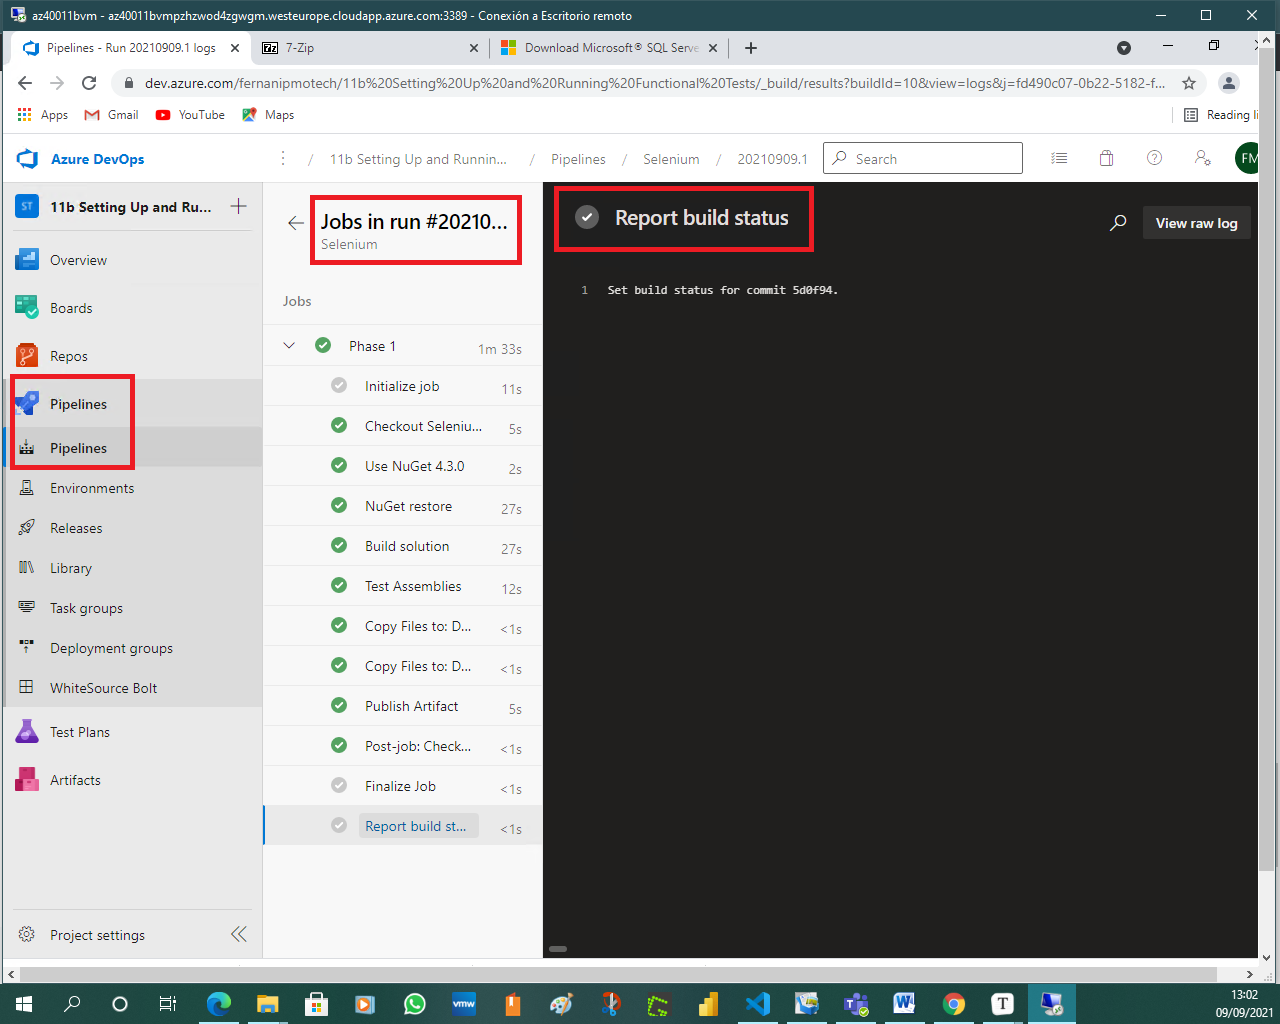 az40011bvm - az40011bvmpzhzwod4zgwgm.westeurope.cloudapp.azure.com:3389 - Conexión a Escritorio remoto
Pipelines - Run 20210909.1 logs
7z 7-Zip
Download Microsoft® SQL Serve
dev.azure.com/fernanipmotech/11b%20Setting%20Up%20and%20Running%20Functional%20Tests/_build/results?buildId=10&view=logs&j=fd490c07-0b22-5182-f...
Apps
Gmail
YouTube
Maps
Reading li
Azure DevOps
/ 11b Setting Up and Runnin... / Pipelines / Selenium / 20210909.1
Search
FM
ST 11b Setting Up and Ru...
Overview
Boards
Repos
Pipelines
Pipelines
Environments
Releases
Library
Task groups
Deployment groups
WhiteSource Bolt
Test Plans
Artifacts
Project settings
Jobs in run #20210...
Selenium
Jobs
Phase 1 1m 33s
Initialize job 11s
Checkout Seleniu... 5s
Use NuGet 4.3.0 2s
NuGet restore 27s
Build solution 27s
Test Assemblies 12s
Copy Files to: D... <1s
Copy Files to: D... <1s
Publish Artifact 5s
Post-job: Check... <1s
Finalize Job <1s
Report build st... <1s
Report build status
View raw log
1 Set build status for commit 5d0f94.
vmw
T
W
13:02
09/09/2021